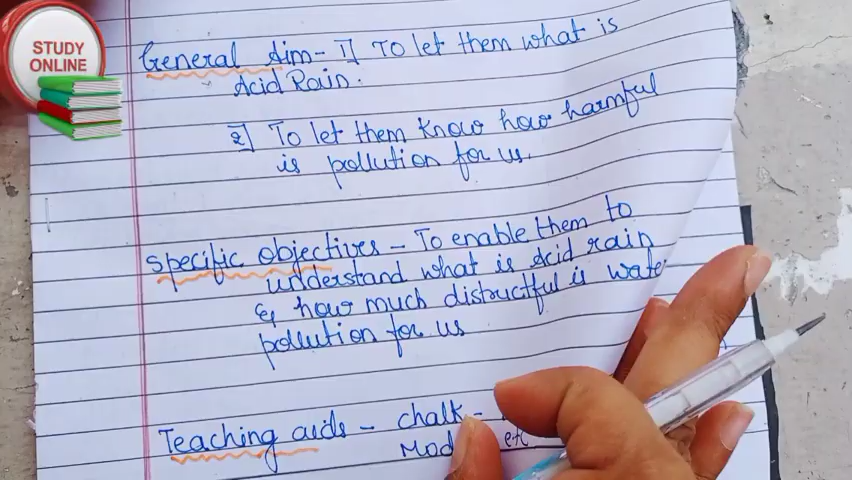 STUDY
ONLINE
General Aim- 1] To let them what is
Acid Rain.
2] To let them know how harmful
is pollution for us.
Specific objectives - To enable them to
understand what is Acid rain
& how much distructful is wate
pollution for us
Teaching aids - chalk -
Mod etc